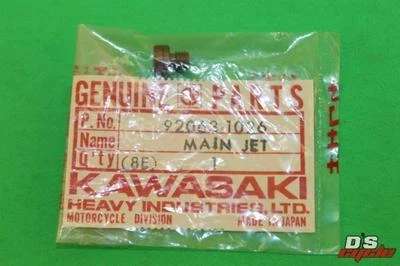 GENUINE PARTS
P. No. 92063-1026
Name MAIN JET
Q'ty (8E) 1
KAWASAKI
HEAVY INDUSTRIES, LTD.
MOTORCYCLE DIVISION MADE IN JAPAN
D'S
cycle